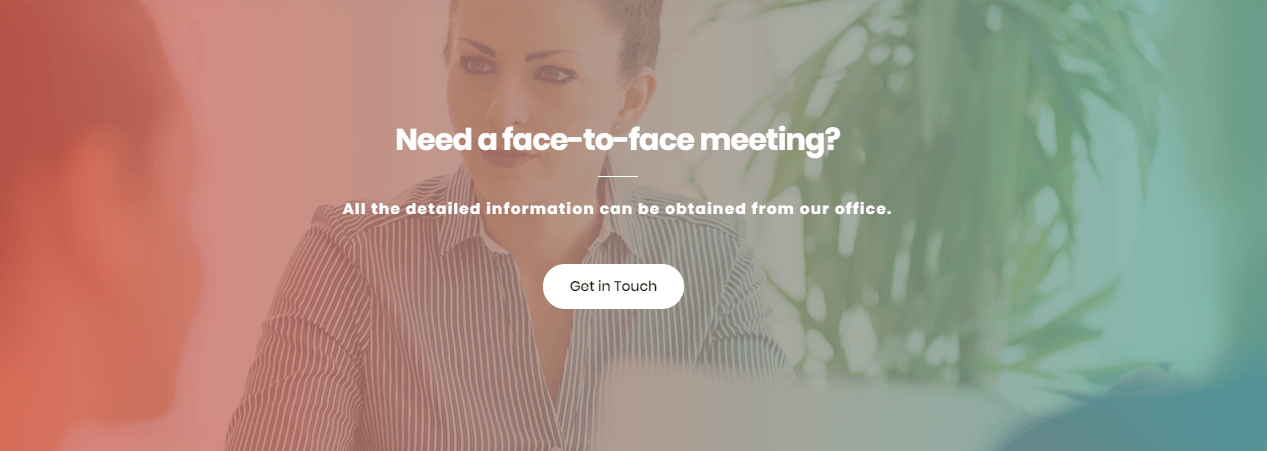 Need a face-to-face meeting?
All the detailed information can be obtained from our office.
Get in Touch